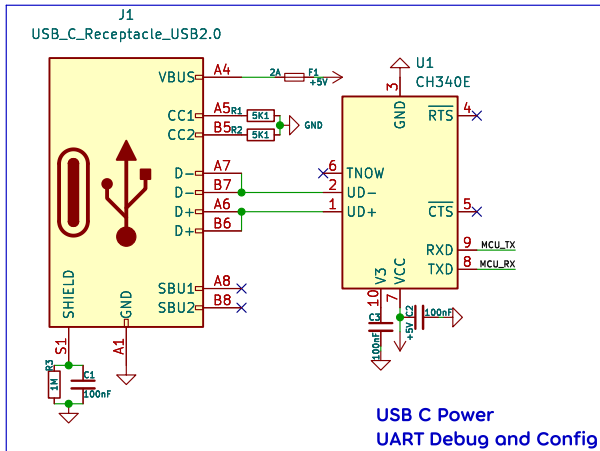 J1
USB_C_Receptacle_USB2.0
VBUS A4 2A F1 +5V
CC1 A5 R1 5K1
CC2 B5 R2 5K1 GND
D- A7
D- B7
D+ A6
D+ B6
SBU1 A8
SBU2 B8
SHIELD GND
S1 A1
R3 1M C1 100nF
U1
CH340E
3 GND
RTS 4
6 TNOW
2 UD-
1 UD+
CTS 5
RXD 9 MCU_TX
TXD 8 MCU_RX
V3 VCC
10 7
C3 100nF +5V C2 100nF
USB C Power
UART Debug and Config